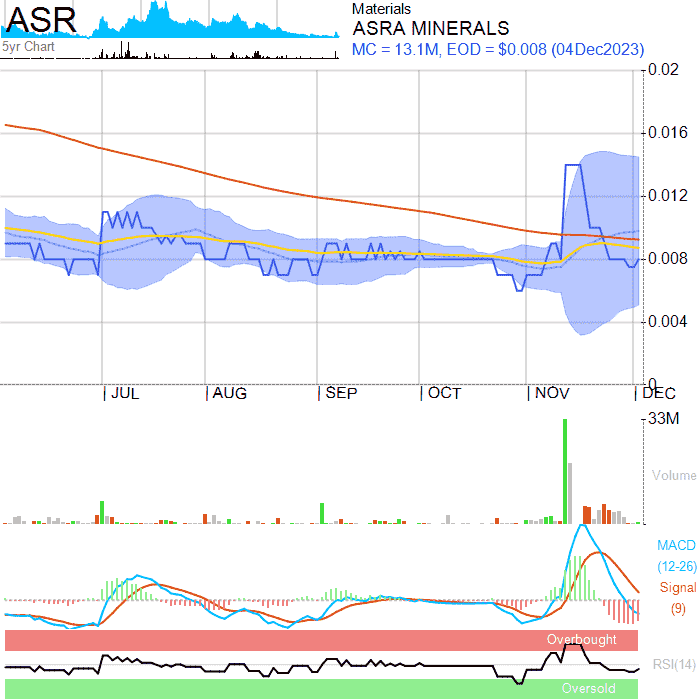 ASR
5yr Chart
Materials
ASRA MINERALS
MC = 13.1M, EOD = $0.008 (04Dec2023)
0.02
0.016
0.012
0.008
0.004
0
JUL AUG SEP OCT NOV DEC
33M
Volume
MACD
(12-26)
Signal
(9)
Overbought
RSI(14)
Oversold